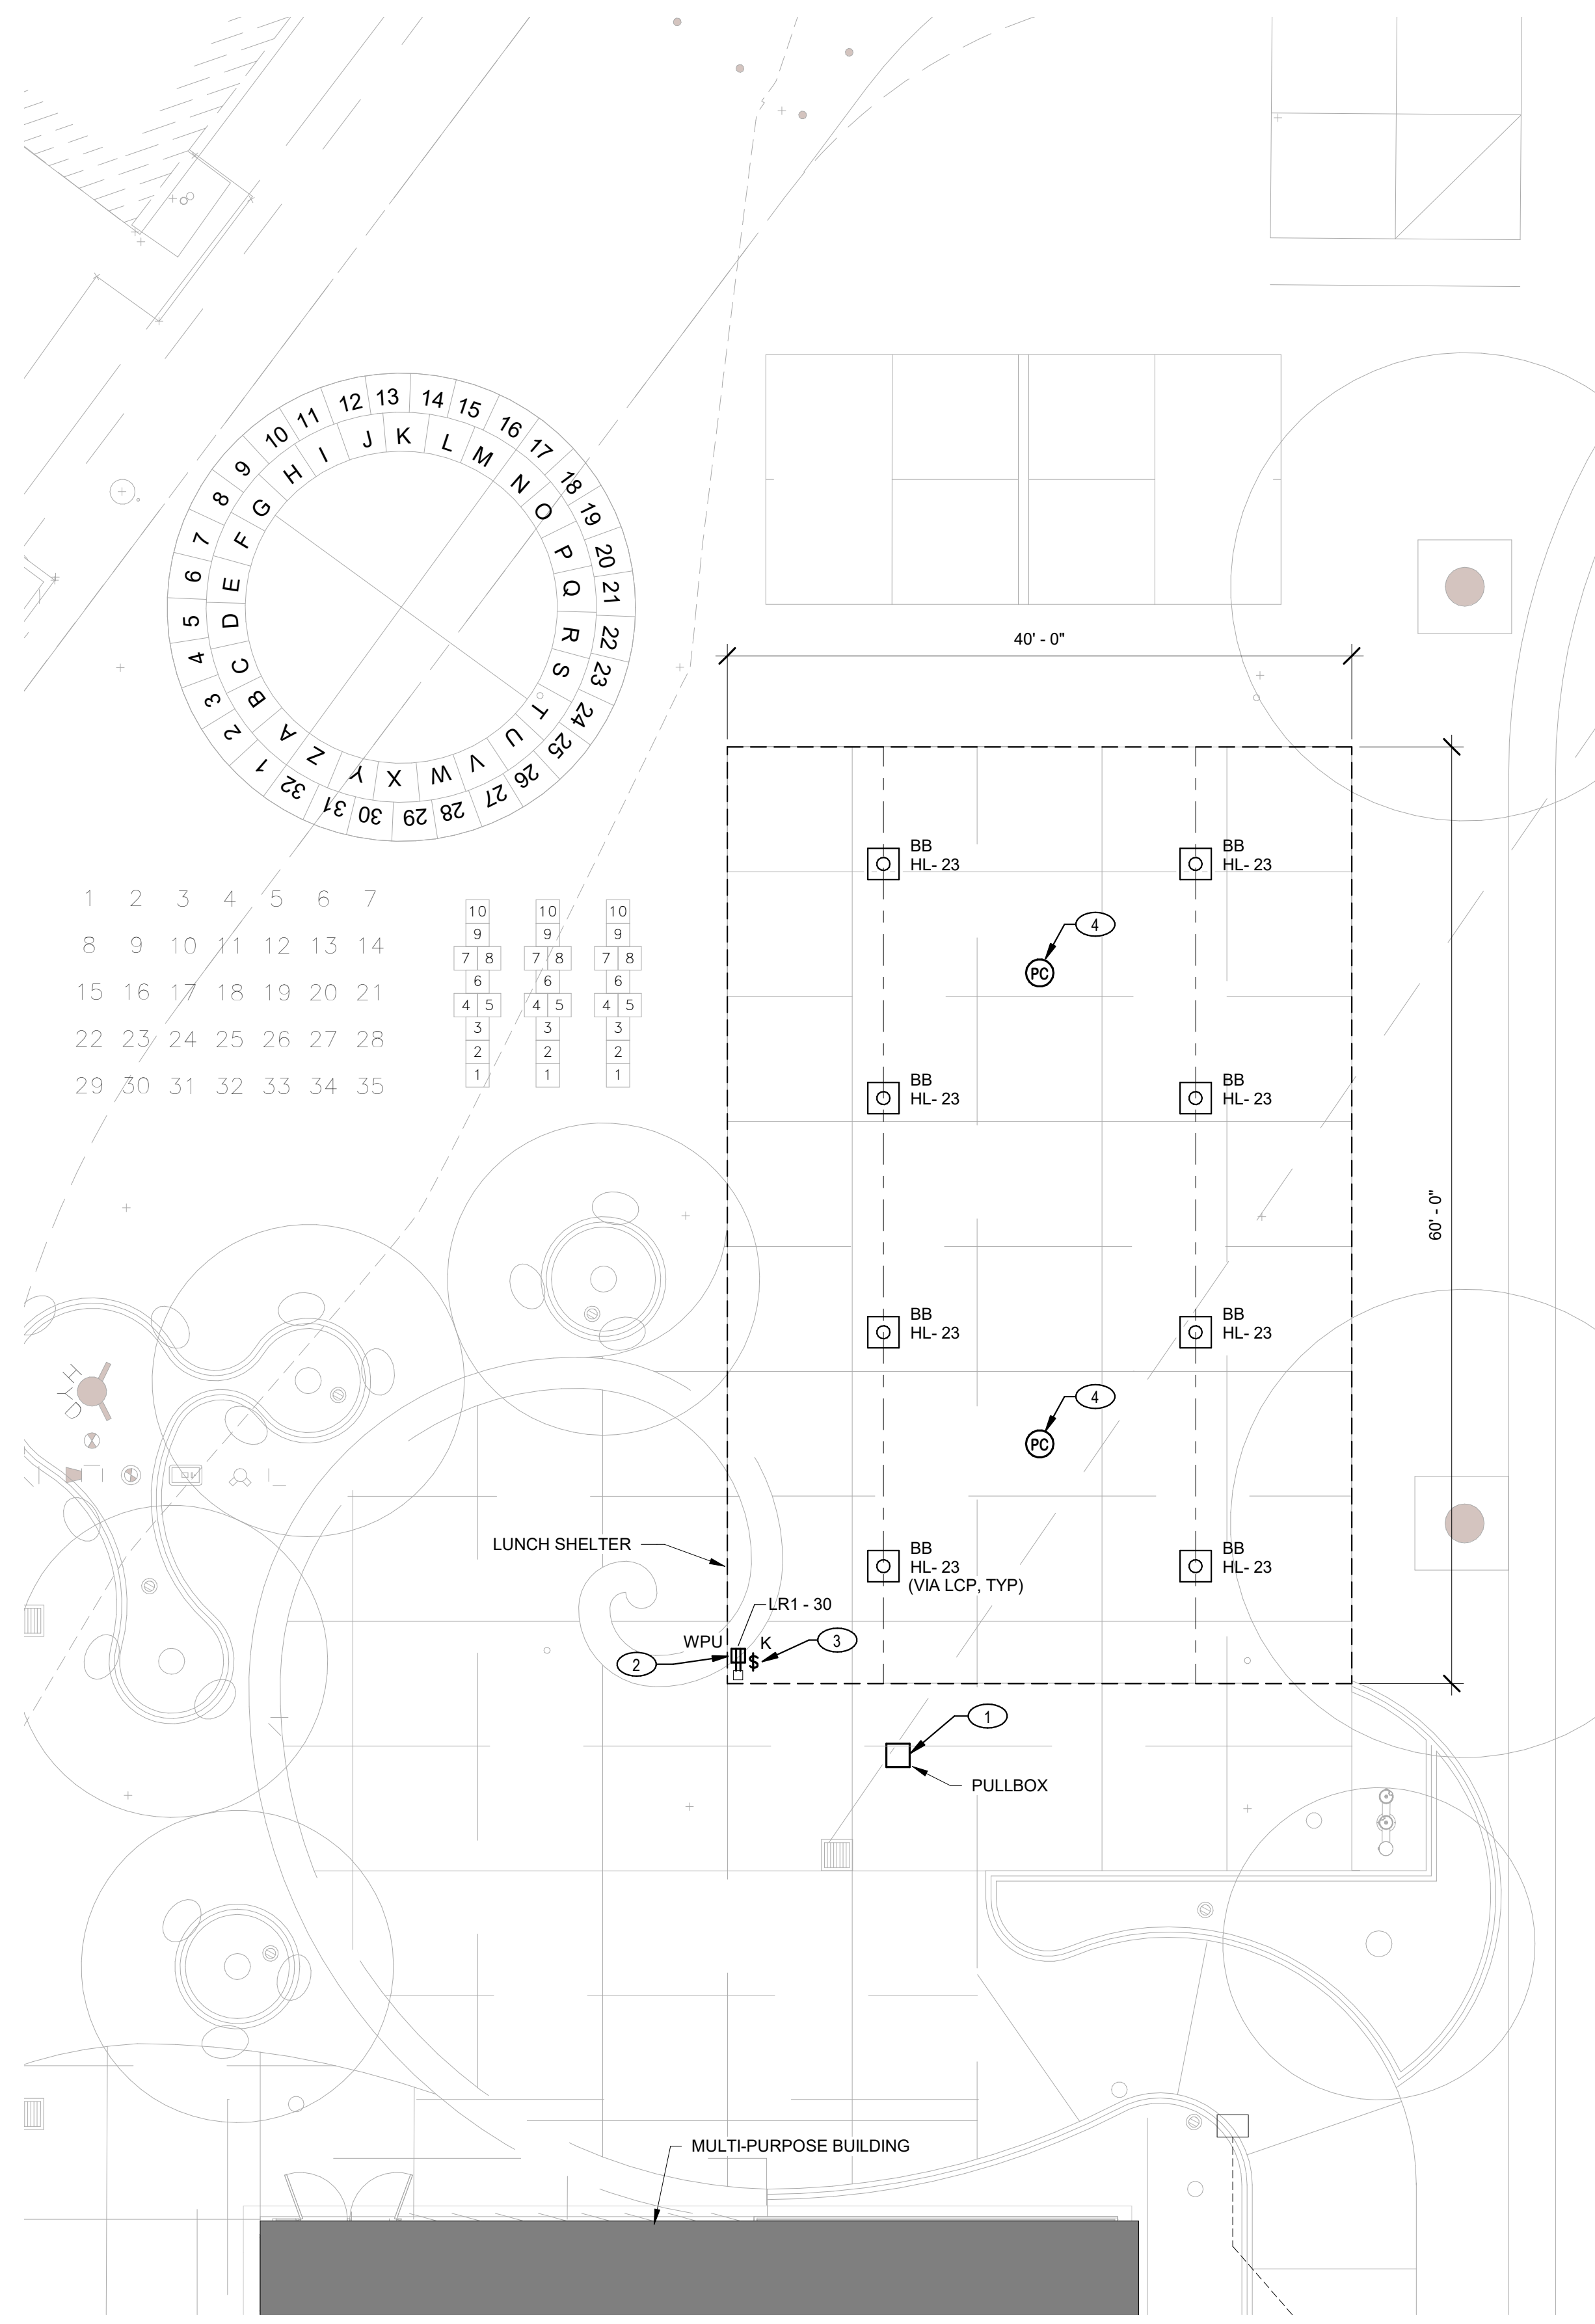 13
14
15
16
17
18
19
20
21
22
23
24
25
26
27
28
29
30
31
32
1
2
3
4
5
6
7
8
9
10
11
12
A
B
C
D
E
F
G
H
I
J
K
L
M
N
O
P
Q
R
S
T
U
V
W
X
Y
Z
40' - 0"
60' - 0"
1 2 3 4 5 6 7
8 9 10 11 12 13 14
15 16 17 18 19 20 21
22 23 24 25 26 27 28
29 30 31 32 33 34 35
10 10 10
9 9 9
7 8 7 8 7 8
6 6 6
4 5 4 5 4 5
3 3 3
2 2 2
1 1 1
BB
HL- 23
BB
HL- 23
4
PC
BB
HL- 23
BB
HL- 23
BB
HL- 23
BB
HL- 23
4
PC
HYD
LUNCH SHELTER
BB
HL- 23
(VIA LCP, TYP)
BB
HL- 23
LR1 - 30
WPU
K
$
3
2
1
PULLBOX
MULTI-PURPOSE BUILDING